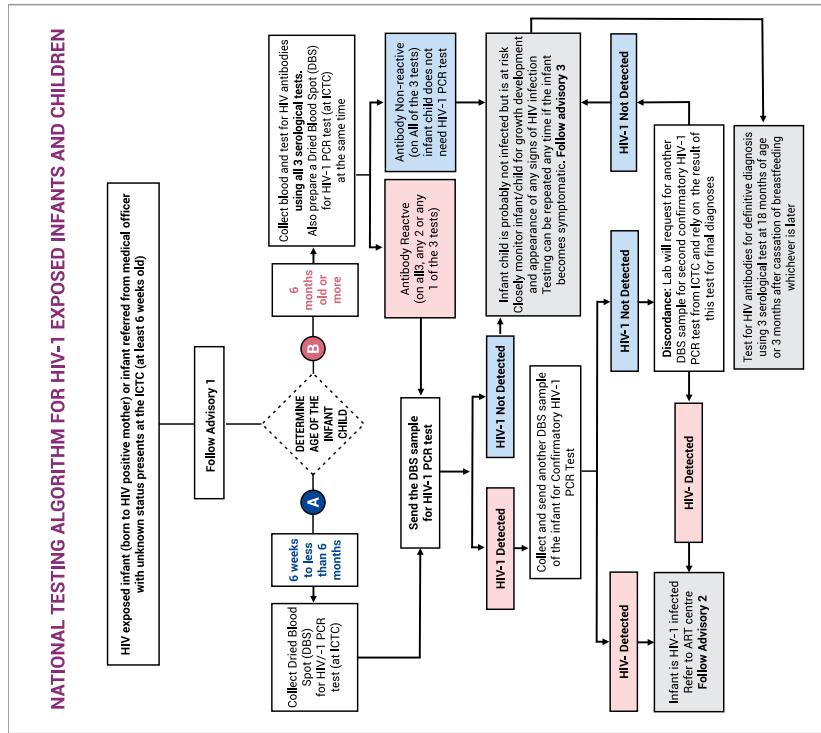 NATIONAL TESTING ALGORITHM FOR HIV-1 EXPOSED INFANTS AND CHILDREN
HIV exposed infant (born to HIV positive mother) or infant referred from medical officer
with unknown status presents at the ICTC (at least 6 weeks old)
Follow Advisory 1
DETERMINE
AGE OF THE
INFANT
CHILD
A
6 weeks
to less
than 6
months
Collect Dried Blood
Spot (DBS)
for HIV/-1 PCR
test (at ICTC)
B
6
months
old or more
Collect blood and test for HIV antibodies
using all 3 serological tests.
Also prepare a Dried Blood Spot (DBS)
for HIV-1 PCR test (at ICTC)
at the same time
Antibody Reactve
(on all3, any 2 or any
1 of the 3 tests)
Antibody Non-reactive
(on All of the 3 tests)
infant child does not
need HIV-1 PCR test
Send the DBS sample
for HIV-1 PCR test
HIV-1 Detected
HIV-1 Not Detected
Infant child is probably not infected but is at risk
Closely monitor infant/child for growth development
and appearance of any signs of HIV infection
Testing can be repeated any time if the infant
becomes symptomatic. Follow advisory 3
Collect and send another DBS sample
of the infant for Confirmatory HIV-1
PCR Test
HIV- Detected
HIV-1 Not Detected
HIV-1 Not Detected
Infant is HIV-1 infected
Refer to ART centre
Follow Advisory 2
HIV- Detected
Discordance: Lab will request for another
DBS sample for second confirmatory HIV-1
PCR test from ICTC and rely on the result of
this test for final diagnoses
Test for HIV antibodies for definitive diagnosis
using 3 serological test at 18 months of age
or 3 months after cassation of breastfeeding
whichever is later